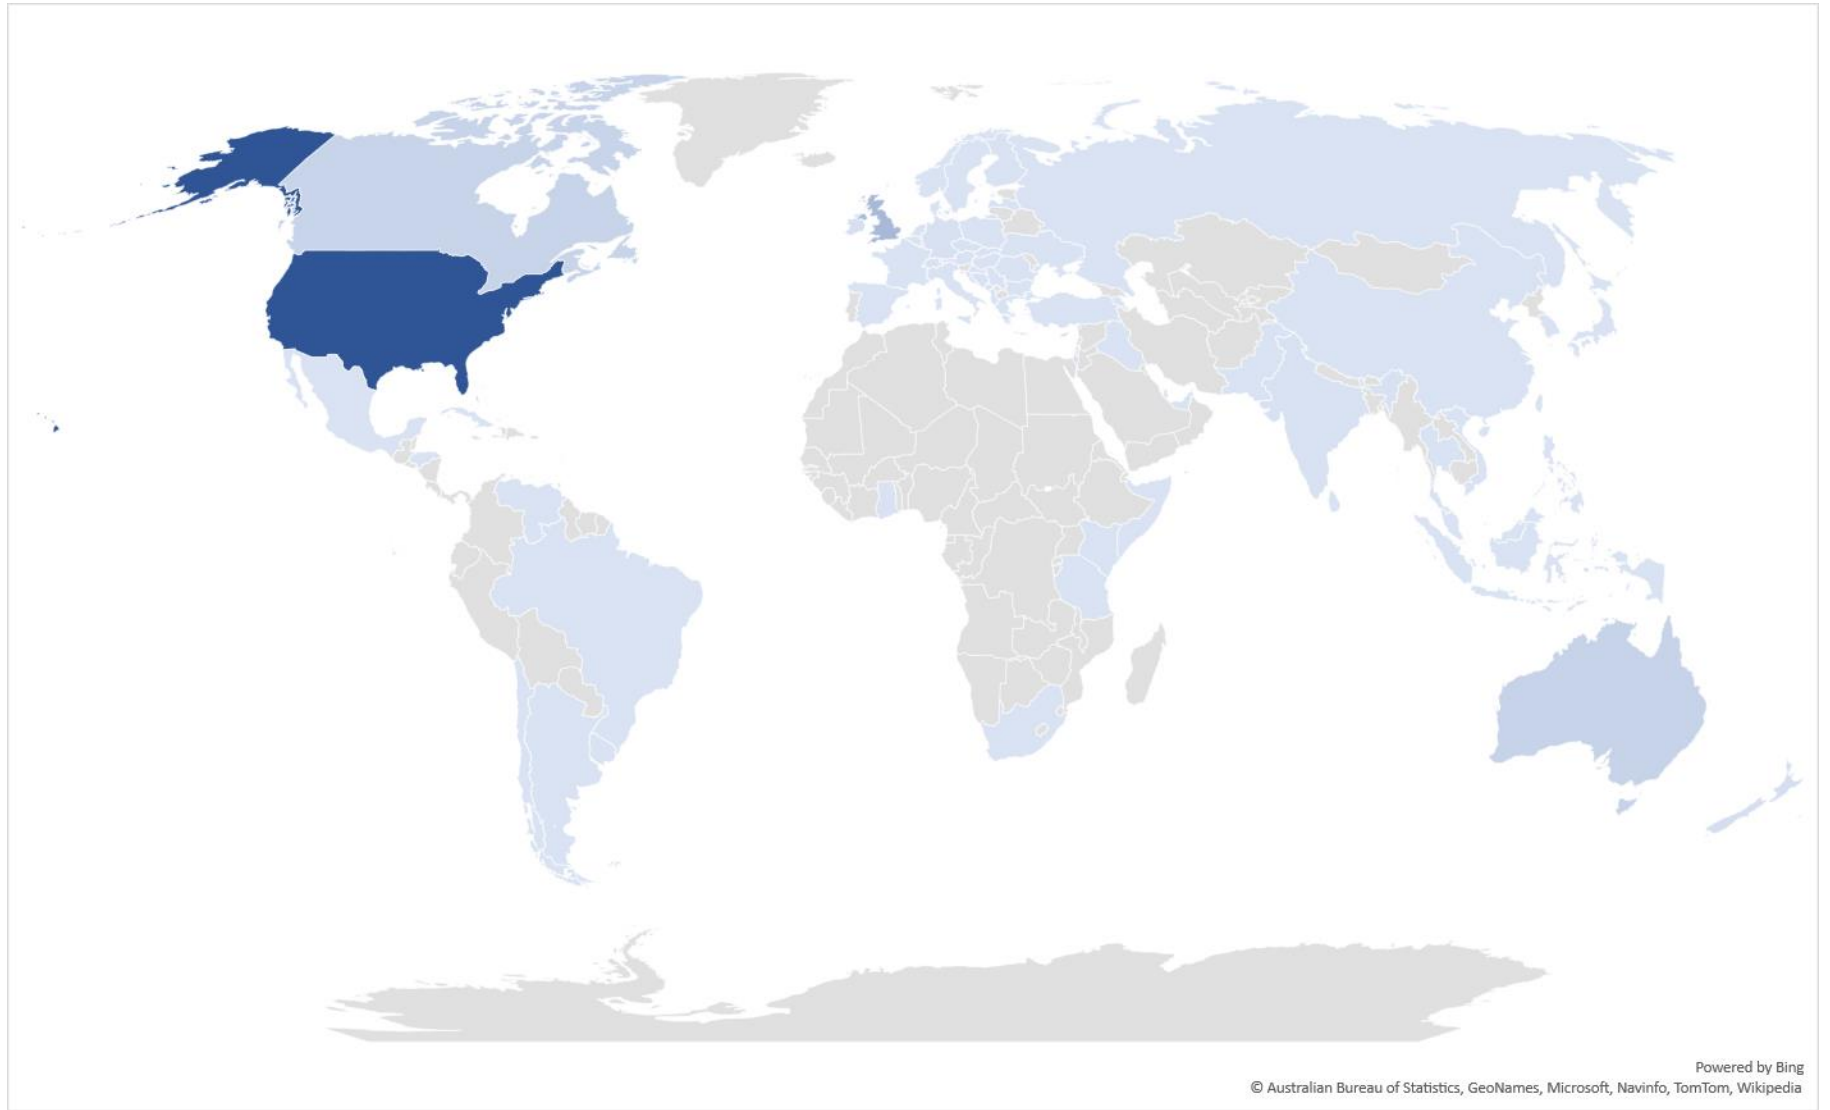 Powered by Bing
© Australian Bureau of Statistics, GeoNames, Microsoft, Navinfo, TomTom, Wikipedia